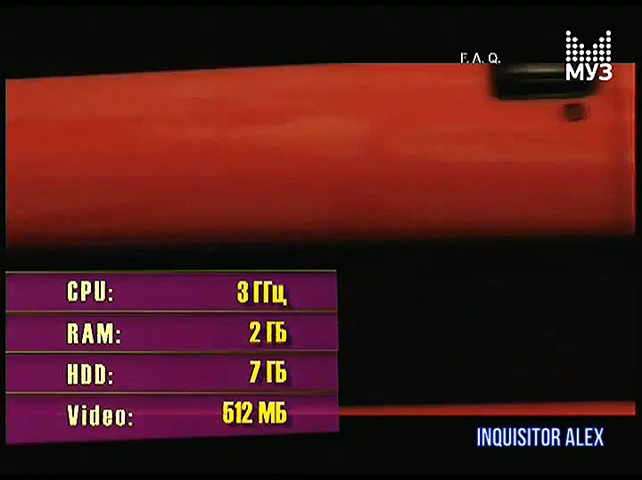 F. A. Q.
МУЗ
CPU: 3 ГГц
RAM: 2 ГБ
HDD: 7 ГБ
Video: 512 МБ
INQUISITOR ALEX